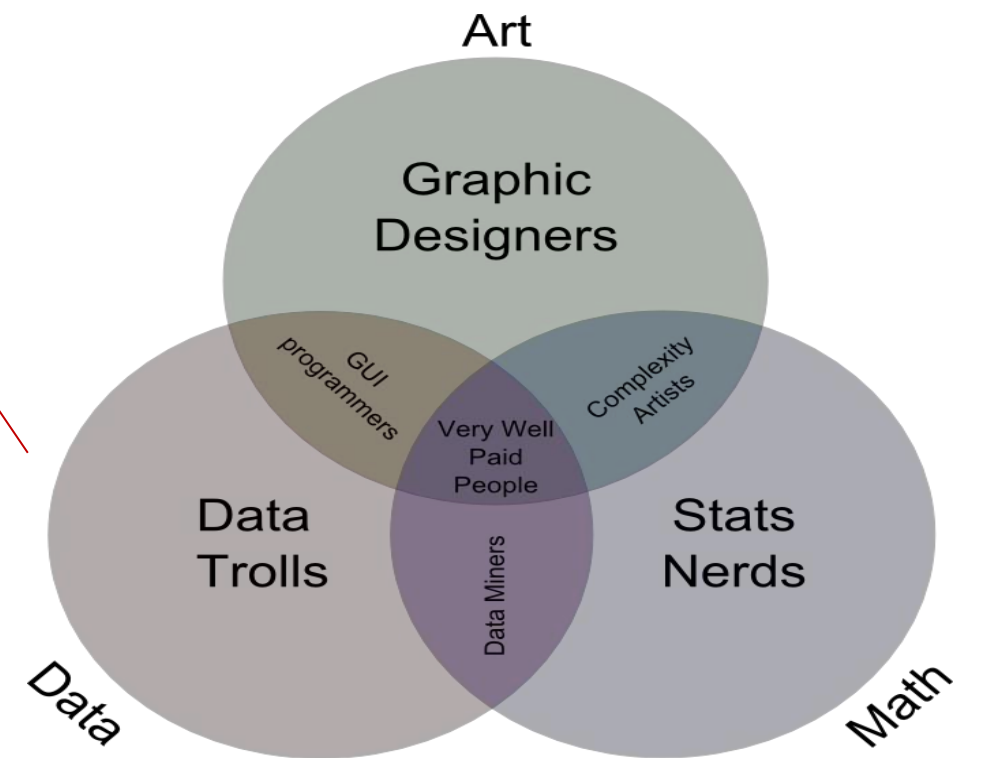 Art
Graphic
Designers
GUI
programmers
Complexity
Artists
Very Well
Paid
People
Data
Trolls
Stats
Nerds
Data Miners
Data
Math